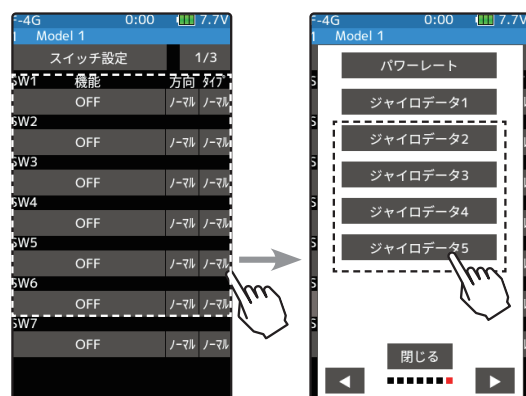 F-4G 0:00 7.7V
1 Model 1
スイッチ設定 1/3
SW1 機能 方向 タイプ
OFF ノーマル ノーマル
SW2
OFF ノーマル ノーマル
SW3
OFF ノーマル ノーマル
SW4
OFF ノーマル ノーマル
SW5
OFF ノーマル ノーマル
SW6
OFF ノーマル ノーマル
SW7
OFF ノーマル ノーマル
F-4G 0:00 7.7V
1 Model 1
パワーレート
ジャイロデータ1
ジャイロデータ2
ジャイロデータ3
ジャイロデータ4
ジャイロデータ5
閉じる